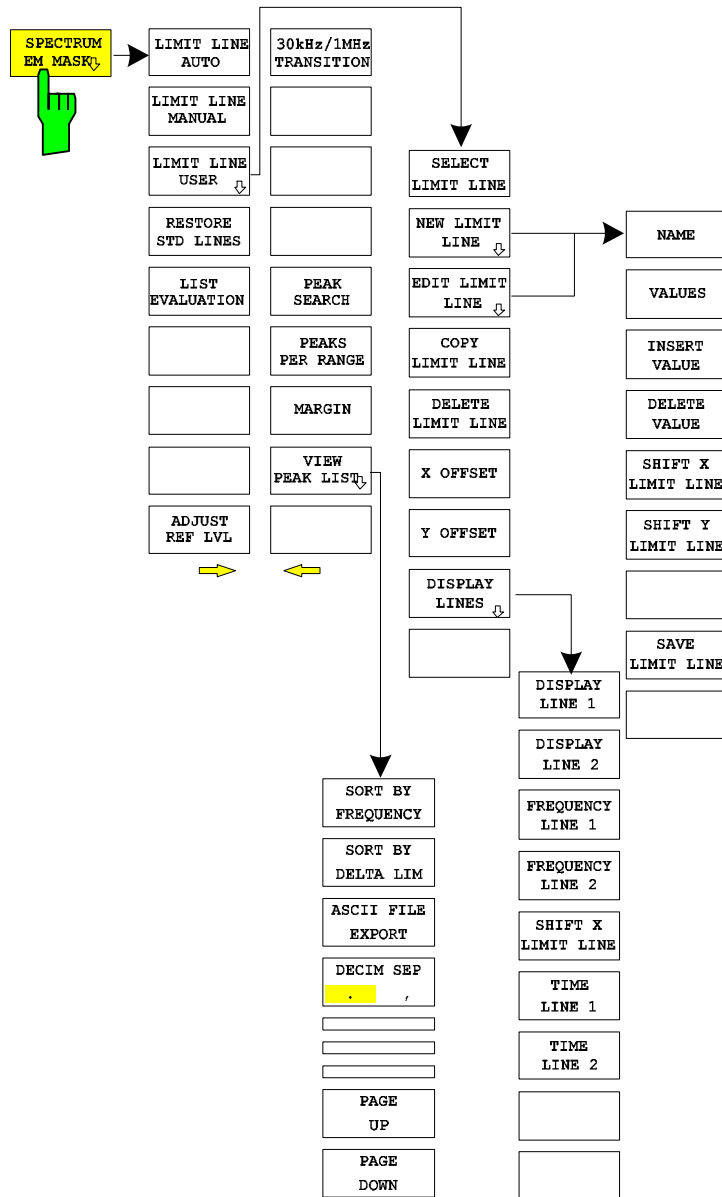 SPECTRUM
EM MASK
LIMIT LINE
AUTO
LIMIT LINE
MANUAL
LIMIT LINE
USER
RESTORE
STD LINES
LIST
EVALUATION
ADJUST
REF LVL
30kHz/1MHz
TRANSITION
PEAK
SEARCH
PEAKS
PER RANGE
MARGIN
VIEW
PEAK LIST
SELECT
LIMIT LINE
NEW LIMIT
LINE
EDIT LIMIT
LINE
COPY
LIMIT LINE
DELETE
LIMIT LINE
X OFFSET
Y OFFSET
DISPLAY
LINES
NAME
VALUES
INSERT
VALUE
DELETE
VALUE
SHIFT X
LIMIT LINE
SHIFT Y
LIMIT LINE
SAVE
LIMIT LINE
DISPLAY
LINE 1
DISPLAY
LINE 2
FREQUENCY
LINE 1
FREQUENCY
LINE 2
SHIFT X
LIMIT LINE
TIME
LINE 1
TIME
LINE 2
SORT BY
FREQUENCY
SORT BY
DELTA LIM
ASCII FILE
EXPORT
DECIM SEP
. ,
PAGE
UP
PAGE
DOWN